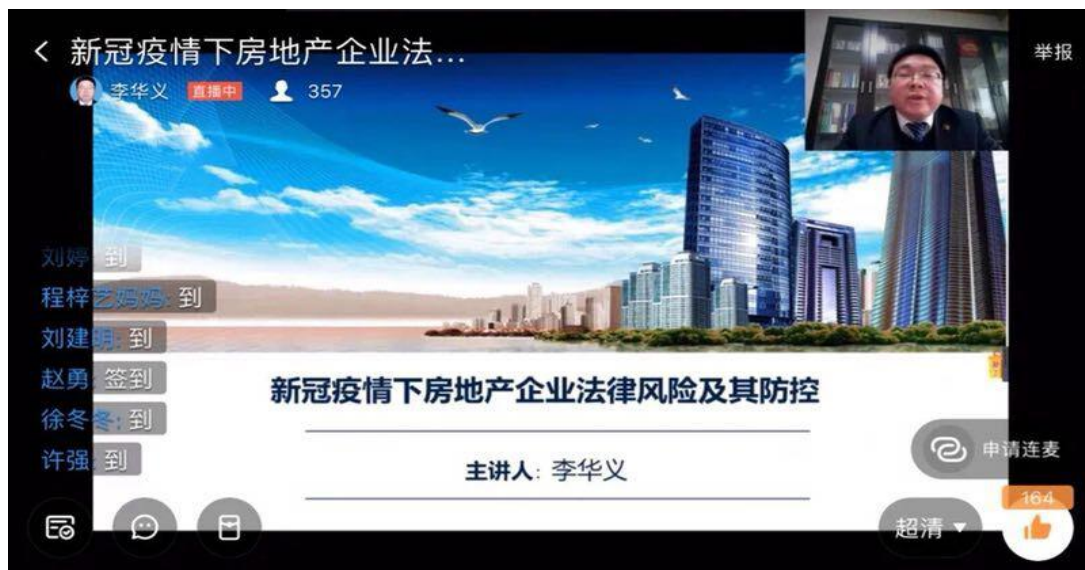 新冠疫情下房地产企业法...
举报
李华义 直播中 357
刘婷: 到
程梓艺妈妈: 到
刘建明: 到
赵勇: 签到
徐冬冬: 到
许强: 到
新冠疫情下房地产企业法律风险及其防控
主讲人: 李华义
申请连麦
超清
164